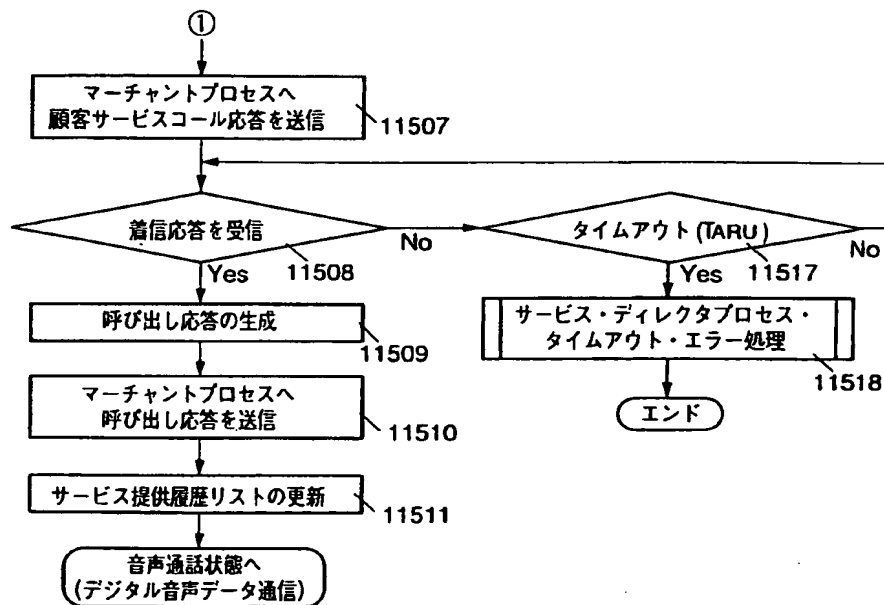 ①
マーチャントプロセスへ
顧客サービスコール応答を送信
11507
着信応答を受信
No
11508
Yes
タイムアウト(TARU)
No
11517
Yes
呼び出し応答の生成
11509
サービス・ディレクタプロセス・
タイムアウト・エラー処理
11518
マーチャントプロセスへ
呼び出し応答を送信
11510
エンド
サービス提供履歴リストの更新
11511
音声通話状態へ
(デジタル音声データ通信)